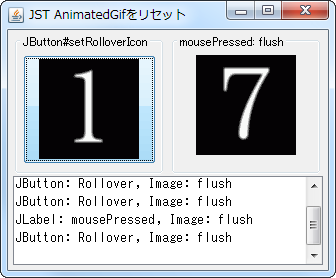 JST AnimatedGifをリセット
JButton#setRolloverIcon
mousePressed: flush
1
7
JButton: Rollover, Image: flush
JButton: Rollover, Image: flush
JLabel: mousePressed, Image: flush
JButton: Rollover, Image: flush